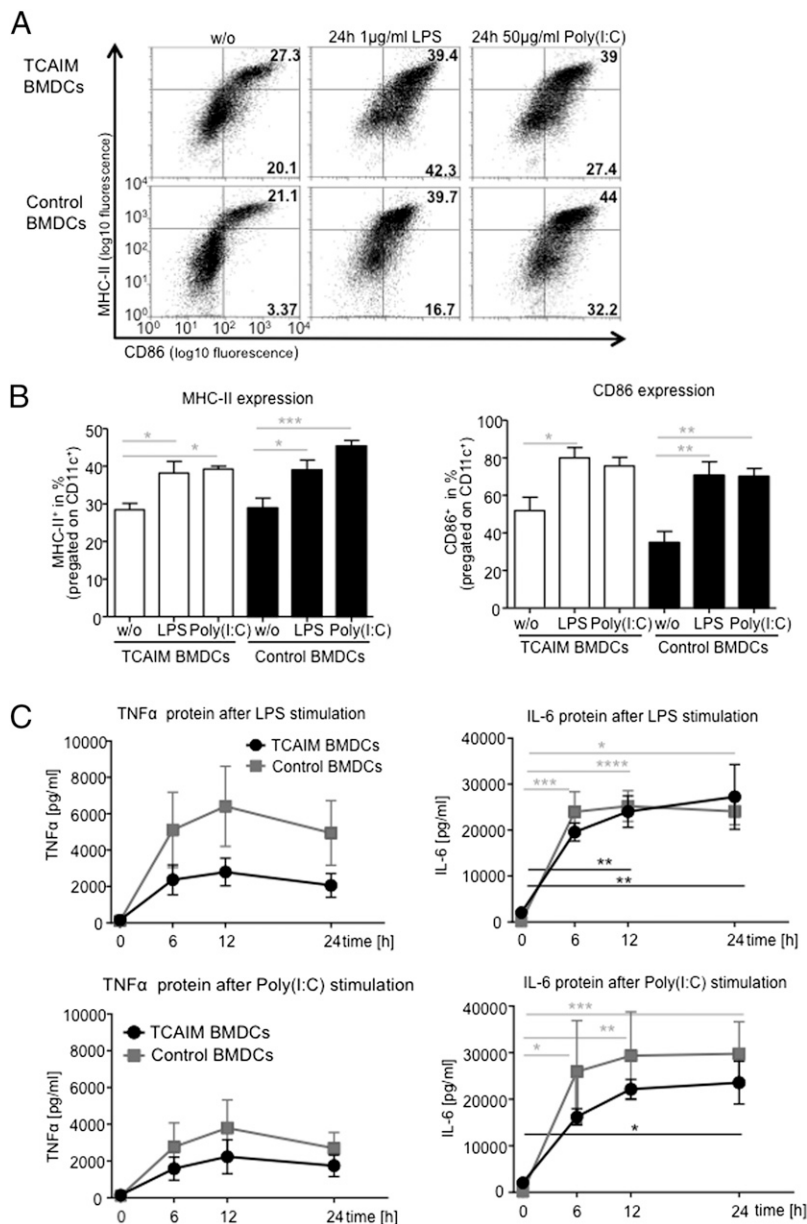 A
w/o 24h 1µg/ml LPS 24h 50µg/ml Poly(I:C)
TCAIM
BMDCs
27.3 39.4 39
20.1 42.3 27.4
Control
BMDCs
21.1 39.7 44
3.37 16.7 32.2
MHC-II (log10 fluorescence)
10⁴
10³
10²
10¹
10⁰
10⁰ 10¹ 10² 10³ 10⁴
CD86 (log10 fluorescence)
B
MHC-II expression
MHC-II⁺ in %
(pregated on CD11c⁺)
50
40
30
20
10
0
* * * ***
w/o LPS Poly(I:C) w/o LPS Poly(I:C)
TCAIM BMDCs Control BMDCs
CD86 expression
CD86⁺ in %
(pregated on CD11c⁺)
100
80
60
40
20
0
* ** **
w/o LPS Poly(I:C) w/o LPS Poly(I:C)
TCAIM BMDCs Control BMDCs
C
TNFα protein after LPS stimulation
TCAIM BMDCs
Control BMDCs
TNFα [pg/ml]
10000
8000
6000
4000
2000
0
0 6 12 24 time [h]
IL-6 protein after LPS stimulation
IL-6 [pg/ml]
40000
30000
20000
10000
0
*
****
***
**
**
0 6 12 24 time [h]
TNFα protein after Poly(I:C) stimulation
TCAIM BMDCs
Control BMDCs
TNFα [pg/ml]
10000
8000
6000
4000
2000
0
0 6 12 24 time [h]
IL-6 protein after Poly(I:C) stimulation
IL-6 [pg/ml]
40000
30000
20000
10000
0
***
**
*
*
0 6 12 24 time [h]